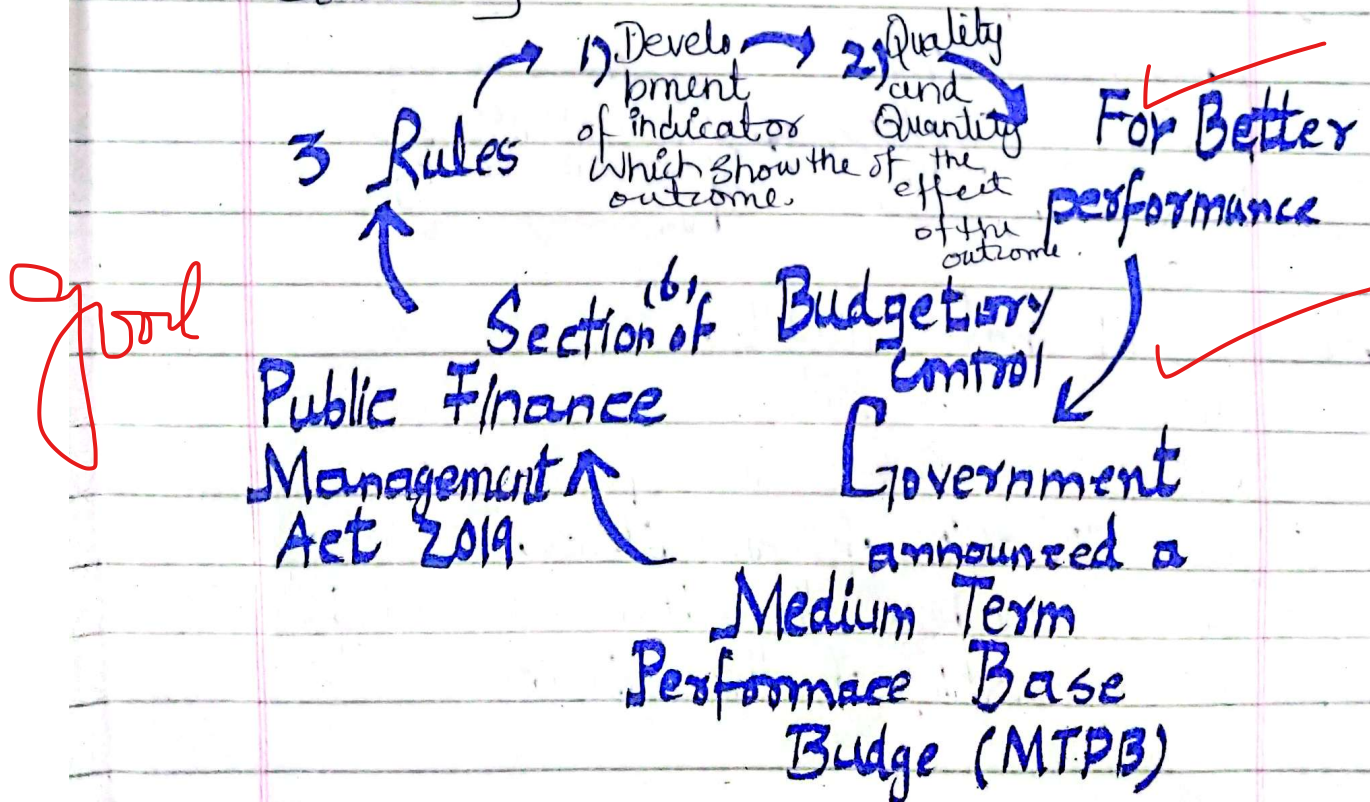 3 Rules
1) Develo
pment
of indicator
which show the
outcome.
2) Quality
and
Quantity
of the
effect
of the
outcome.
For Better
performance
good
Section (6) of
Public Finance
Management
Act 2019.
Budgetory
control
Government
announced a
Medium Term
Performace Base
Budge (MTPB)